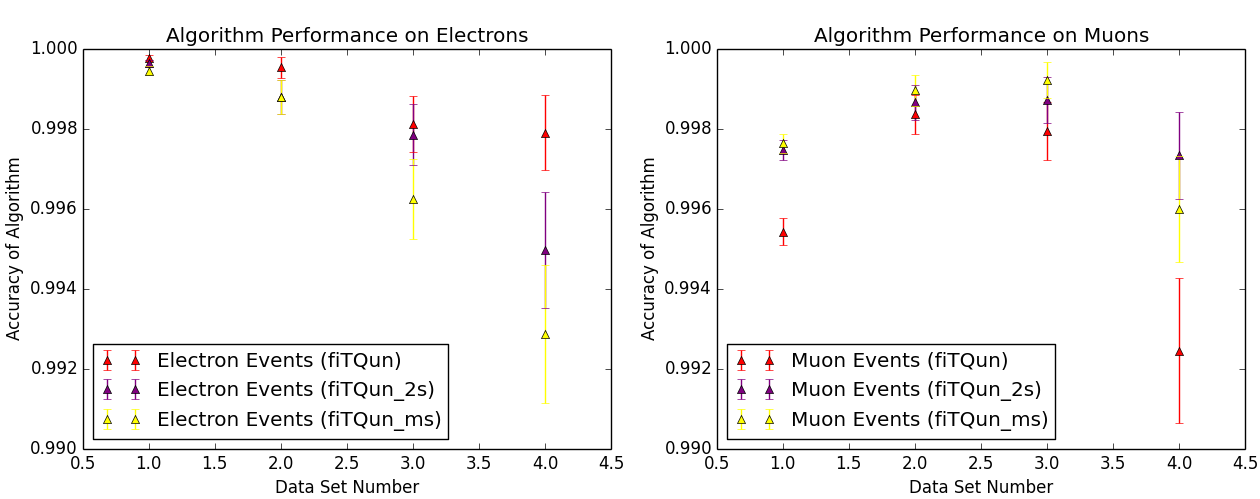 Algorithm Performance on Electrons
1.000
0.998
0.996
0.994
0.992
0.990
Accuracy of Algorithm
Electron Events (fiTQun)
Electron Events (fiTQun_2s)
Electron Events (fiTQun_ms)
0.5 1.0 1.5 2.0 2.5 3.0 3.5 4.0 4.5
Data Set Number
Algorithm Performance on Muons
1.000
0.998
0.996
0.994
0.992
0.990
Accuracy of Algorithm
Muon Events (fiTQun)
Muon Events (fiTQun_2s)
Muon Events (fiTQun_ms)
0.5 1.0 1.5 2.0 2.5 3.0 3.5 4.0 4.5
Data Set Number